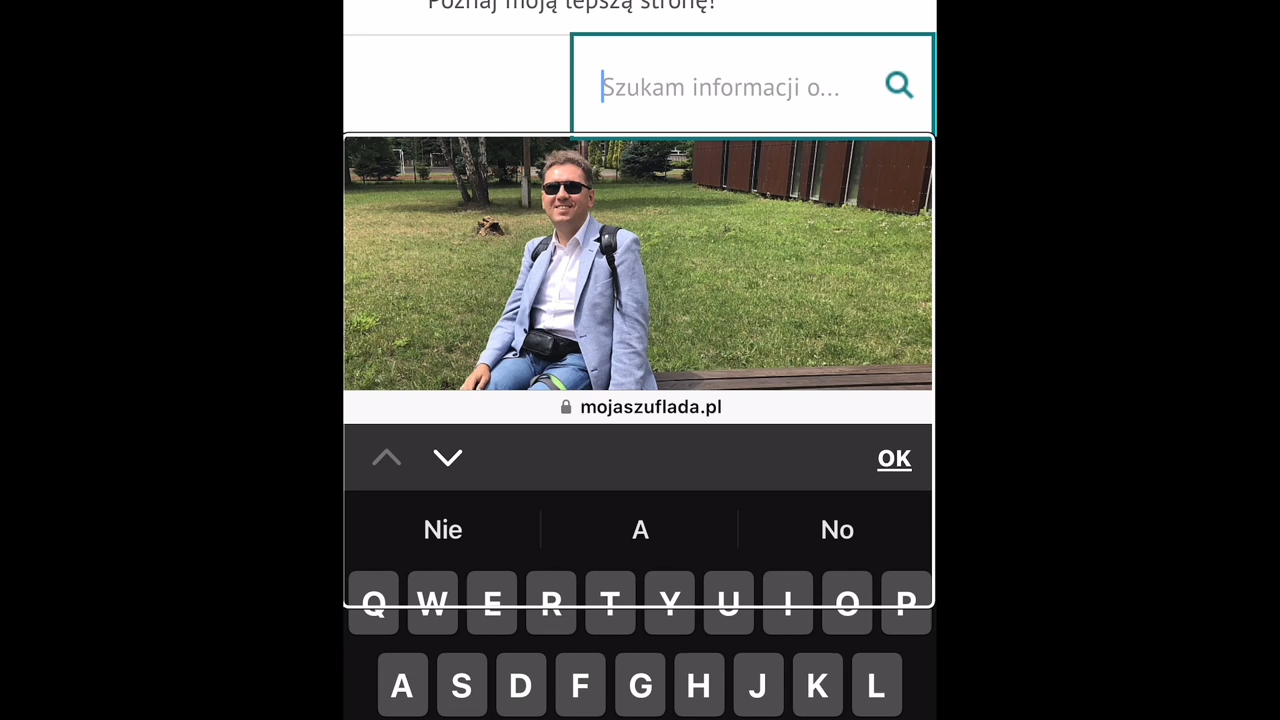 Poznaj moją lepszą stronę!
Szukam informacji o...
mojaszuflada.pl
OK
Nie A No
Q W E R T Y U I O P
A S D F G H J K L